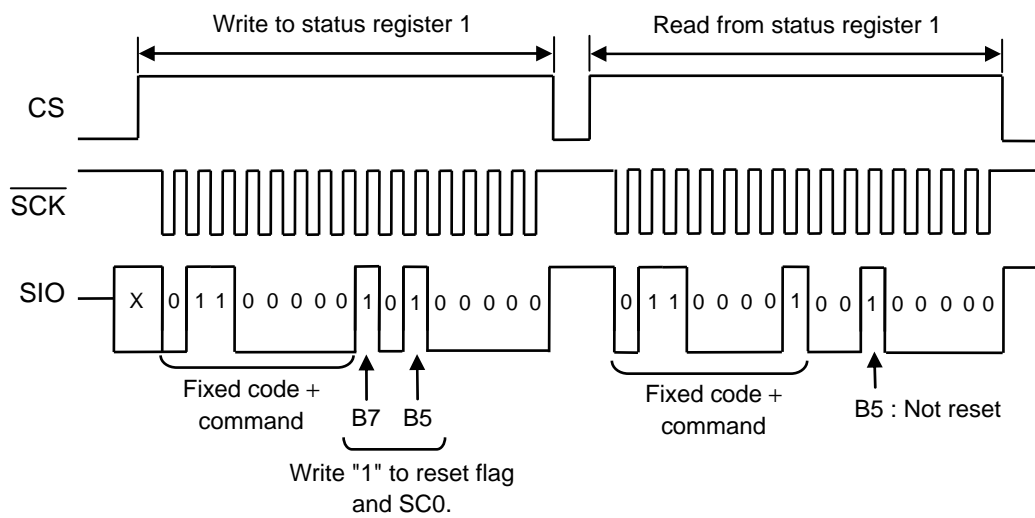 Write to status register 1 Read from status register 1
CS
SCK
SIO X 0 1 1 0 0 0 0 0 1 0 1 0 0 0 0 0 0 1 1 0 0 0 0 1 0 0 1 0 0 0 0 0
Fixed code + command
B7 B5
Fixed code + command
B5 : Not reset
Write "1" to reset flag
and SC0.